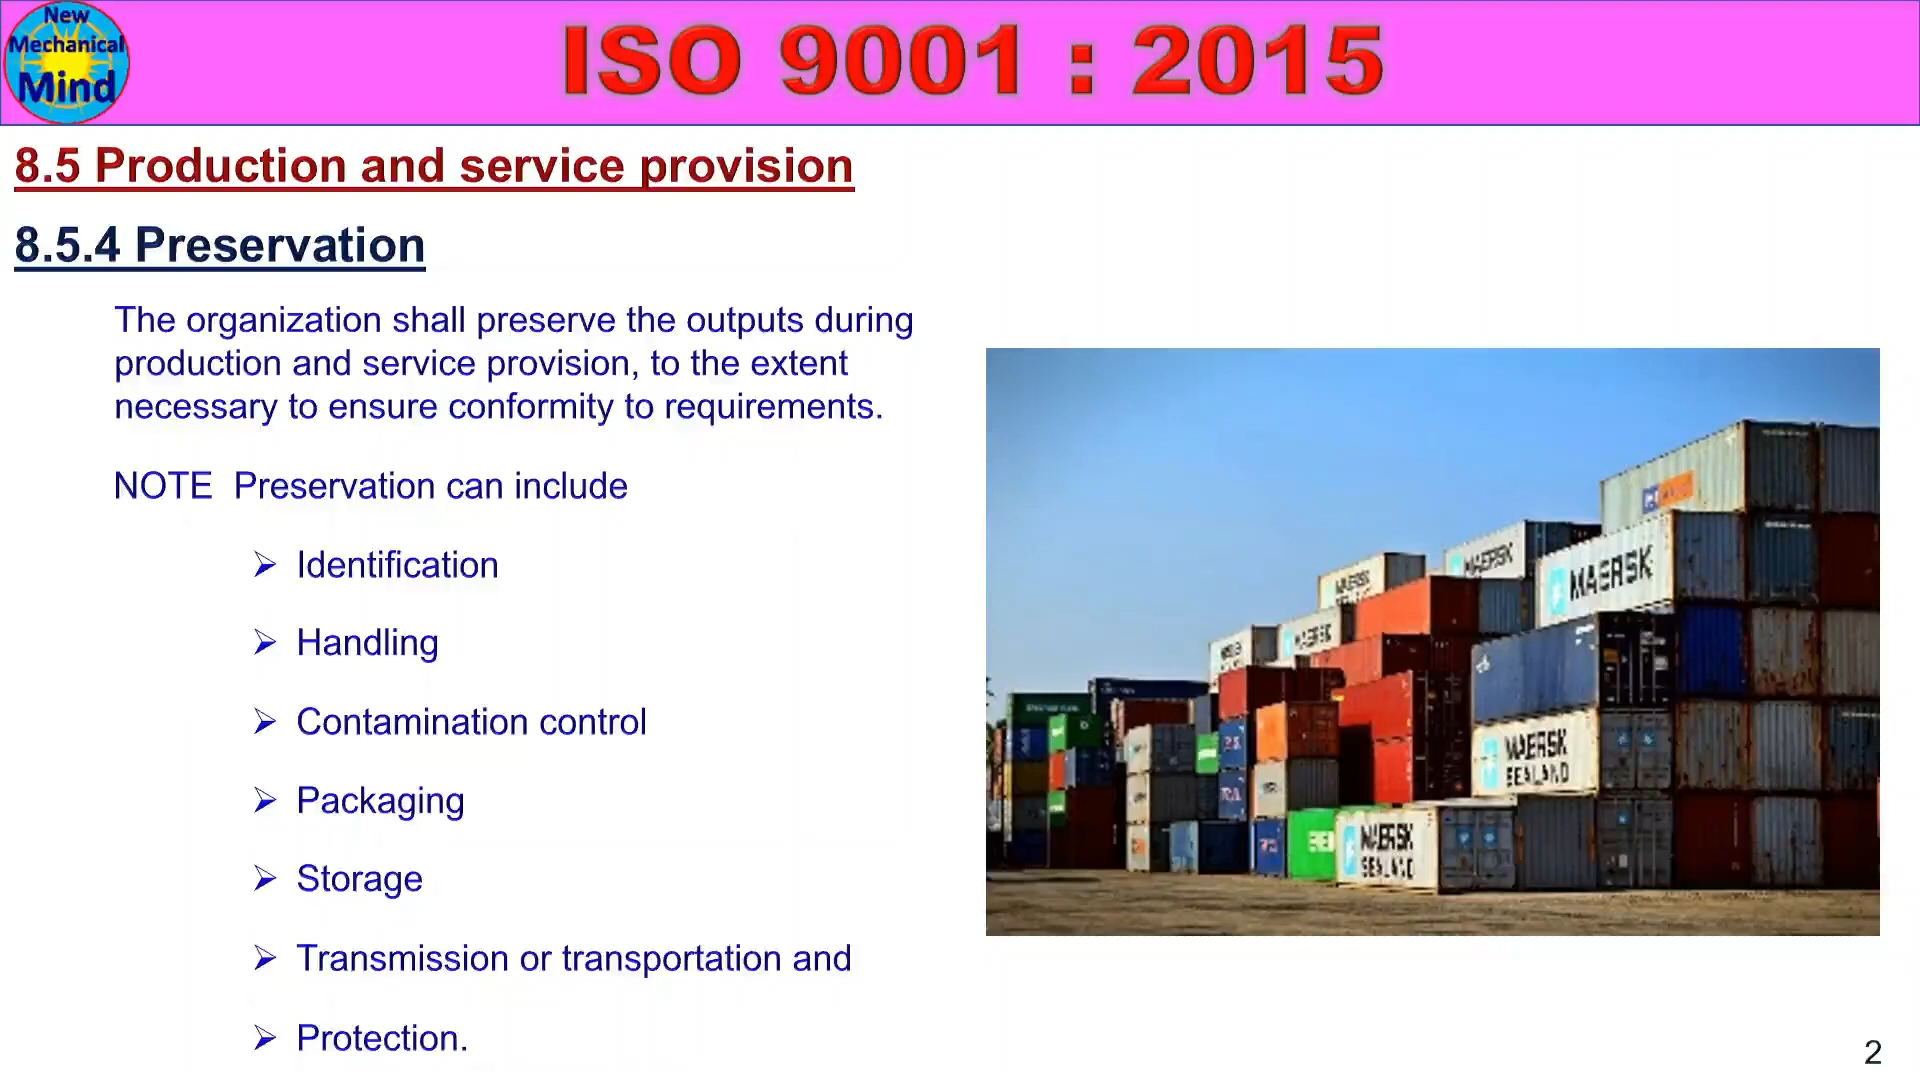 New
Mechanical
Mind
ISO 9001 : 2015
8.5 Production and service provision
8.5.4 Preservation
The organization shall preserve the outputs during
production and service provision, to the extent
necessary to ensure conformity to requirements.
NOTE Preservation can include
➢ Identification
➢ Handling
➢ Contamination control
➢ Packaging
➢ Storage
➢ Transmission or transportation and
➢ Protection.
MAERSK
MAERSK
MAERSK
MAERSK
MAERSK
SEALAND
MAERSK
SEALAND
2